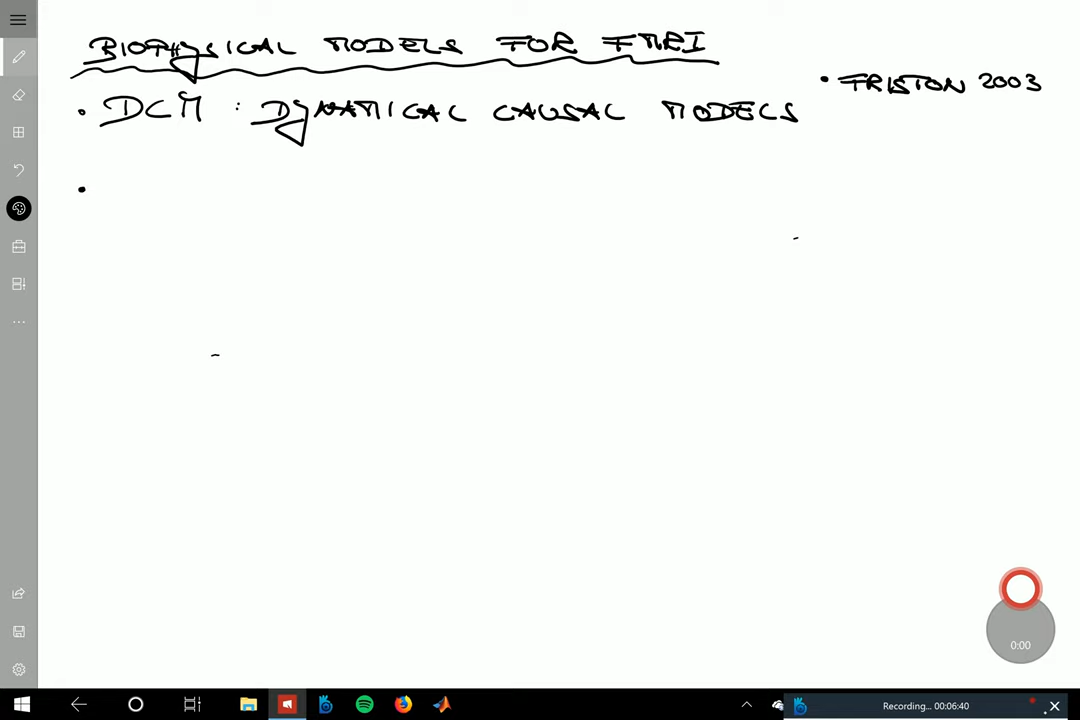 BIOPHYSICAL MODELS FOR FMRI
• FRISTON 2003
• DCM : DYNAMICAL CAUSAL MODELS
•
0:00
Recording... 00:06:40